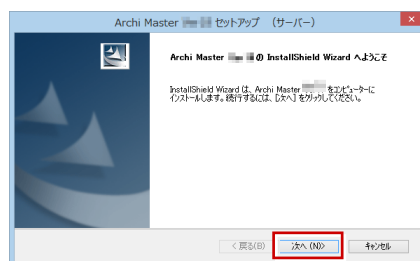 Archi Master セットアップ （サーバー）
Archi Master の InstallShield Wizard へようこそ
InstallShield Wizard は、Archi Master をコンピューターに
インストールします。続行するには、［次へ］をクリックしてください。
< 戻る(B)
次へ (N)>
キャンセル